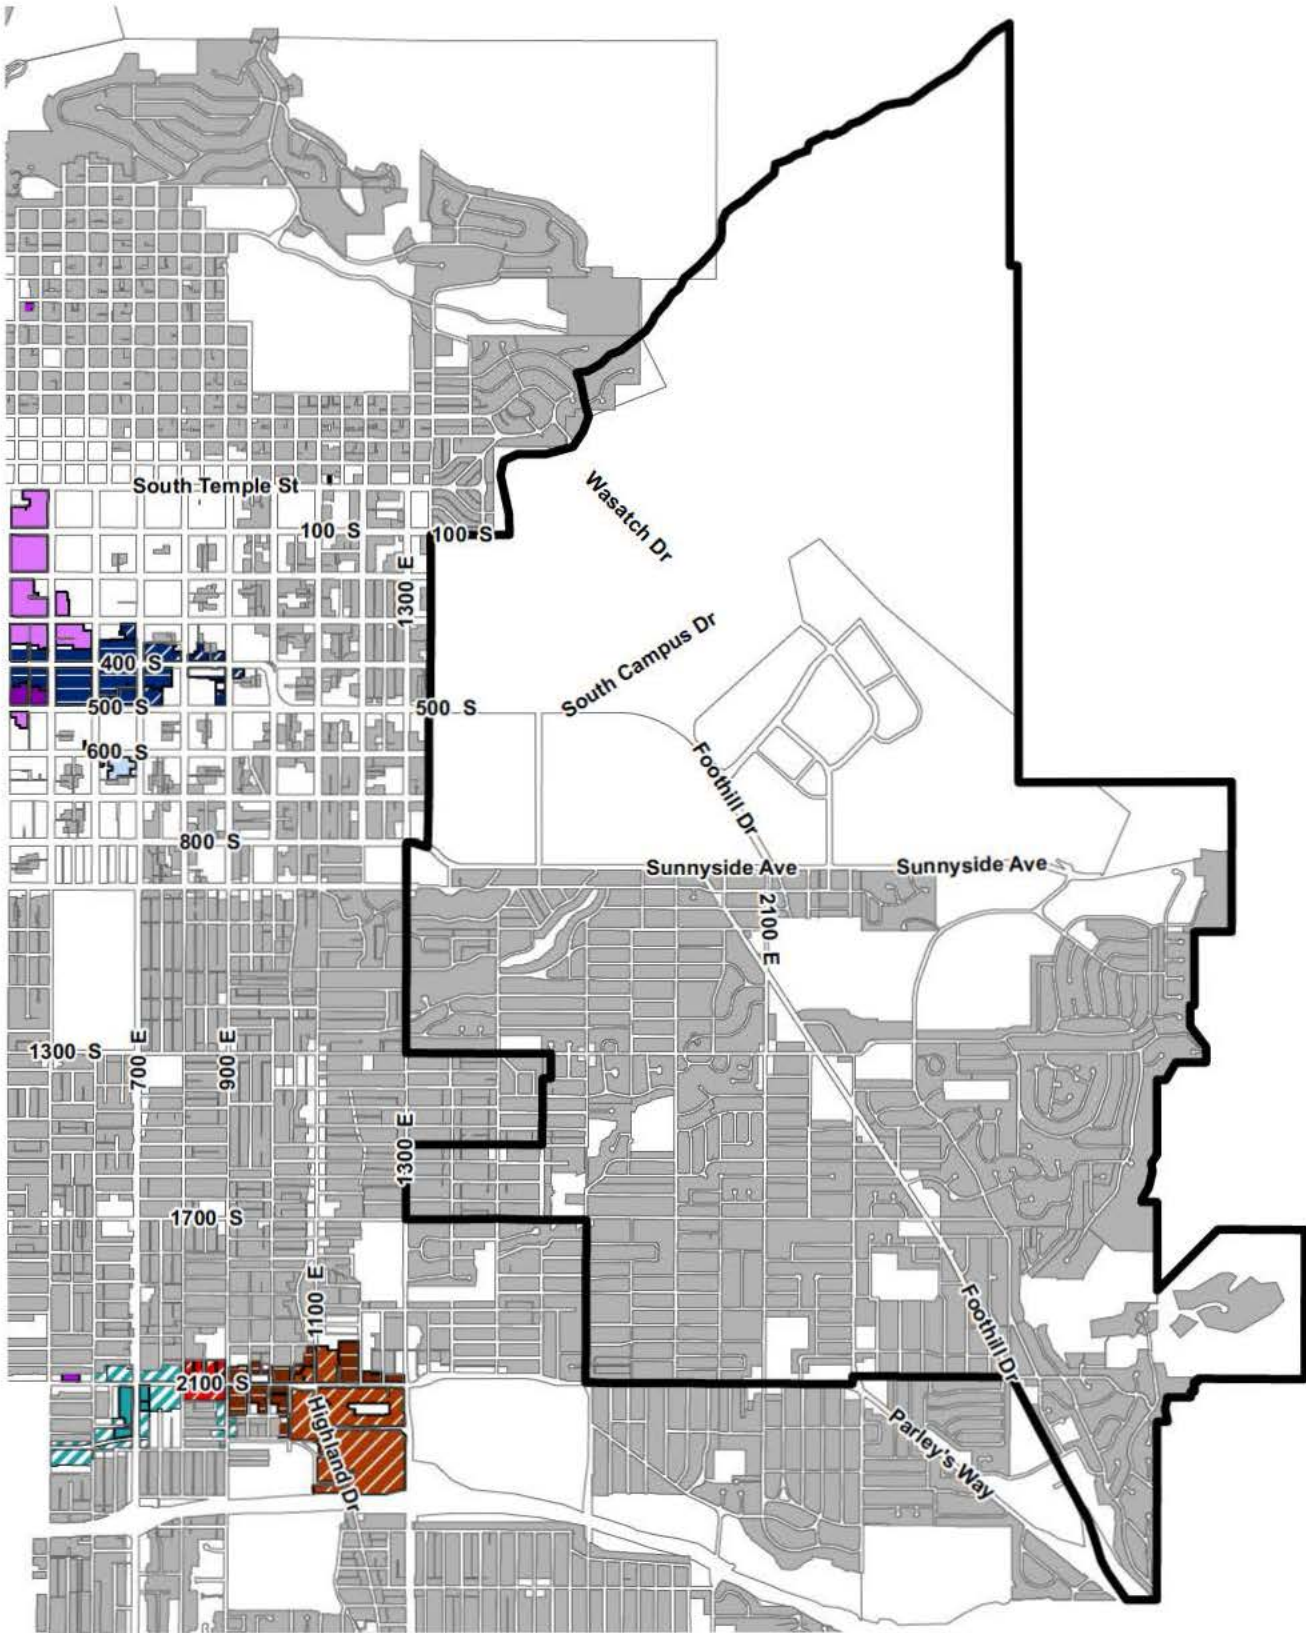 South Temple St
100 S
100 S
Wasatch Dr
1300 E
South Campus Dr
400 S
500 S
500 S
600 S
Foothill Dr
800 S
Sunnyside Ave
Sunnyside Ave
2100 E
1300 S
700 E
900 E
1300 E
1700 S
1100 E
Foothill Dr
2100 S
Highland Dr
Parley's Way